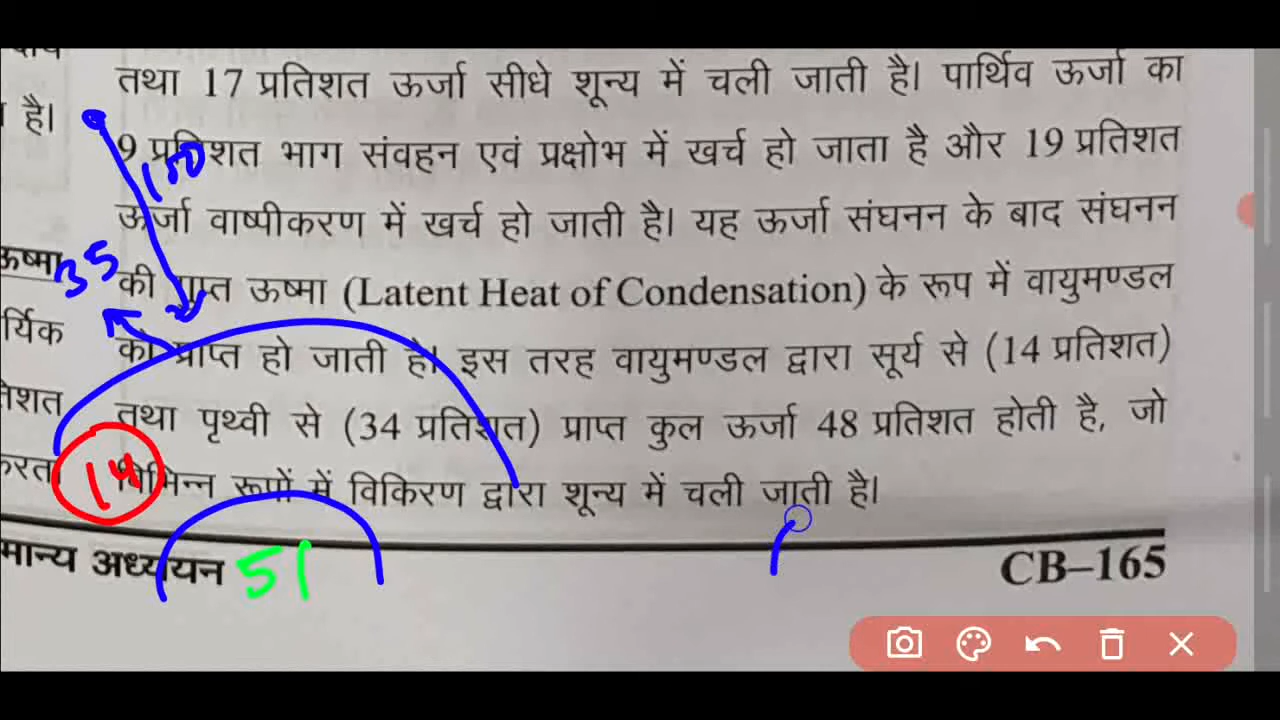 है।
तथा 17 प्रतिशत ऊर्जा सीधे शून्य में चली जाती है। पार्थिव ऊर्जा का
9 प्रतिशत भाग संवहन एवं प्रक्षोभ में खर्च हो जाता है और 19 प्रतिशत
100
ऊर्जा वाष्पीकरण में खर्च हो जाती है। यह ऊर्जा संघनन के बाद संघनन
ऊष्मा
35
की गुप्त ऊष्मा (Latent Heat of Condensation) के रूप में वायुमण्डल
को प्राप्त हो जाती है। इस तरह वायुमण्डल द्वारा सूर्य से (14 प्रतिशत)
तथा पृथ्वी से (34 प्रतिशत) प्राप्त कुल ऊर्जा 48 प्रतिशत होती है, जो
14
विभिन्न रूपों में विकिरण द्वारा शून्य में चली जाती है।
मान्य अध्ययन
51
CB–165